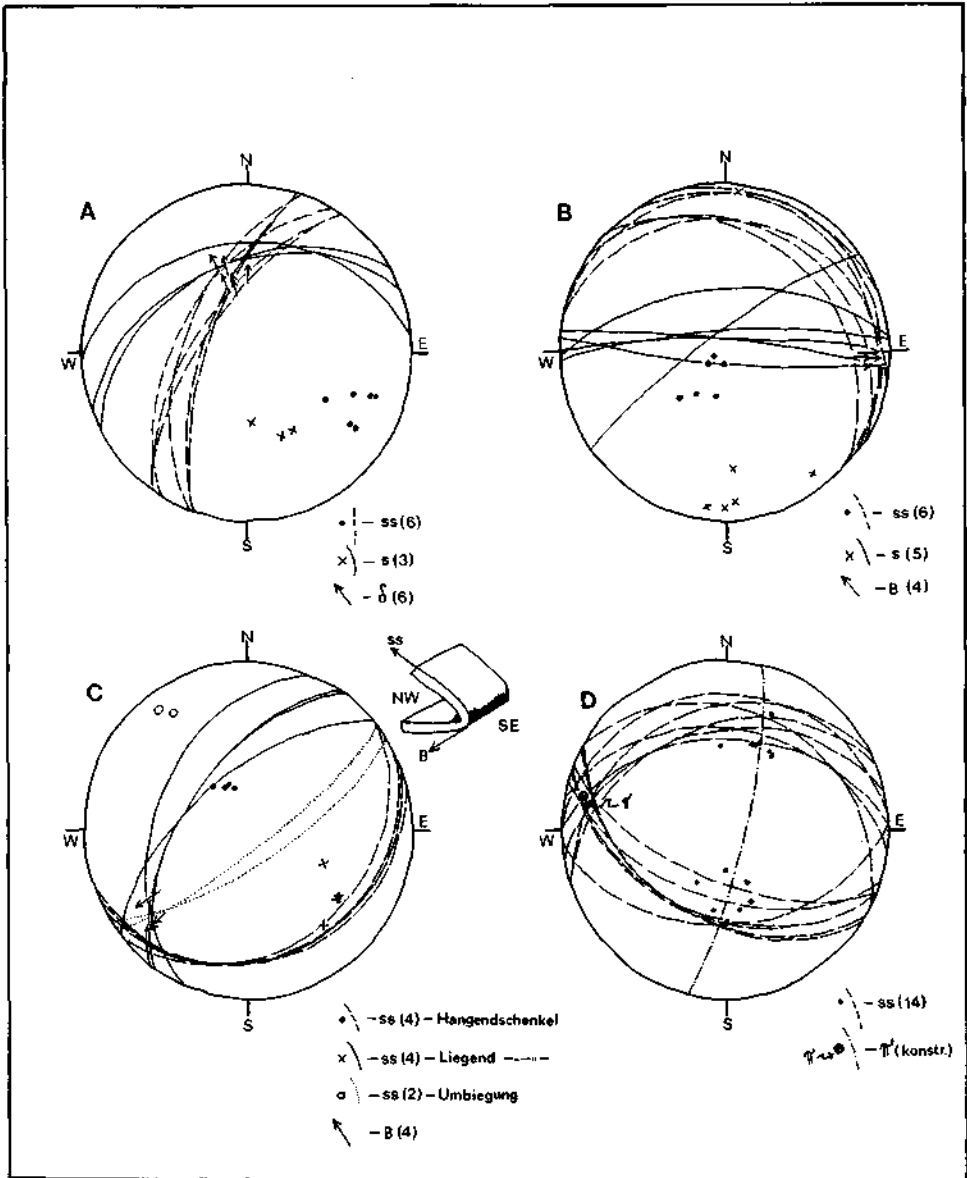 A
N
W
E
S
• – ss (6)
× – s (3)
– δ (6)
B
N
W
E
S
• – ss (6)
× – s (5)
– B (4)
C
N
W
E
S
ss
NW
SE
B
– ss (4) – Hangendschenkel
× – ss (4) – Liegend –––"––
o – ss (2) – Umbiegung
– B (4)
D
N
W
E
S
π
– ss (14)
π – π (konstr.)